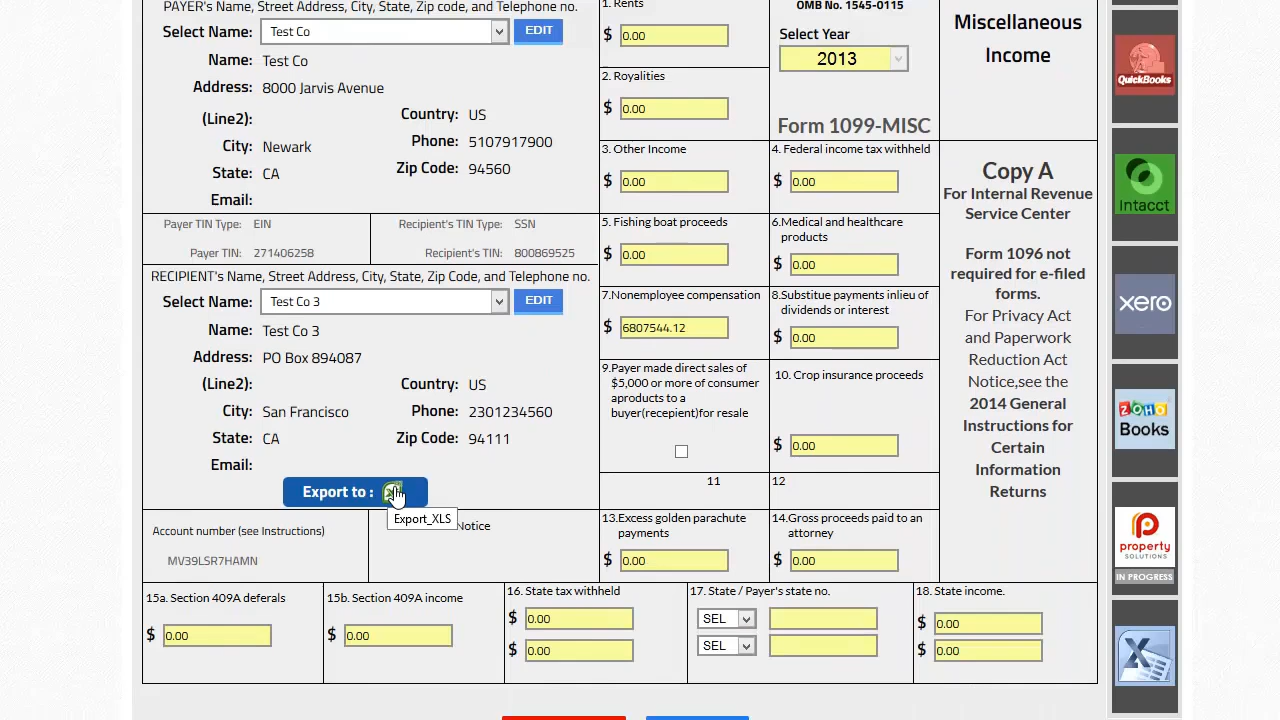 PAYER's Name, Street Address, City, State, Zip code, and Telephone no.
Select Name: Test Co EDIT
Name: Test Co
Address: 8000 Jarvis Avenue
(Line2):
Country: US
City: Newark
Phone: 5107917900
State: CA
Zip Code: 94560
Email:
Payer TIN Type: EIN
Recipient's TIN Type: SSN
Payer TIN: 271406258
Recipient's TIN: 800869525
RECIPIENT's Name, Street Address, City, State, Zip Code, and Telephone no.
Select Name: Test Co 3 EDIT
Name: Test Co 3
Address: PO Box 894087
(Line2):
Country: US
City: San Francisco
Phone: 2301234560
State: CA
Zip Code: 94111
Email:
Export to :
Export_XLS
Account number (see Instructions)
MV39LSR7HAMN
Notice
1. Rents
$ 0.00
2. Royalities
$ 0.00
OMB No. 1545-0115
Select Year
2013
Form 1099-MISC
Miscellaneous
Income
3. Other Income
$ 0.00
4. Federal income tax withheld
$ 0.00
5. Fishing boat proceeds
$ 0.00
6.Medical and healthcare
products
$ 0.00
7.Nonemployee compensation
$ 6807544.12
8.Substitue payments inlieu of
dividends or interest
$ 0.00
9.Payer made direct sales of
$5,000 or more of consumer
aproducts to a
buyer(recepient)for resale
10. Crop insurance proceeds
$ 0.00
11
12
13.Excess golden parachute
payments
$ 0.00
14.Gross proceeds paid to an
attorney
$ 0.00
Copy A
For Internal Revenue
Service Center
Form 1096 not
required for e-filed
forms.
For Privacy Act
and Paperwork
Reduction Act
Notice,see the
2014 General
Instructions for
Certain
Information
Returns
15a. Section 409A deferals
$ 0.00
15b. Section 409A income
$ 0.00
16. State tax withheld
$ 0.00
$ 0.00
17. State / Payer's state no.
SEL
SEL
18. State income.
$ 0.00
$ 0.00
QuickBooks
Intacct
xero
ZOHO
Books
property
SOLUTIONS
IN PROGRESS
X